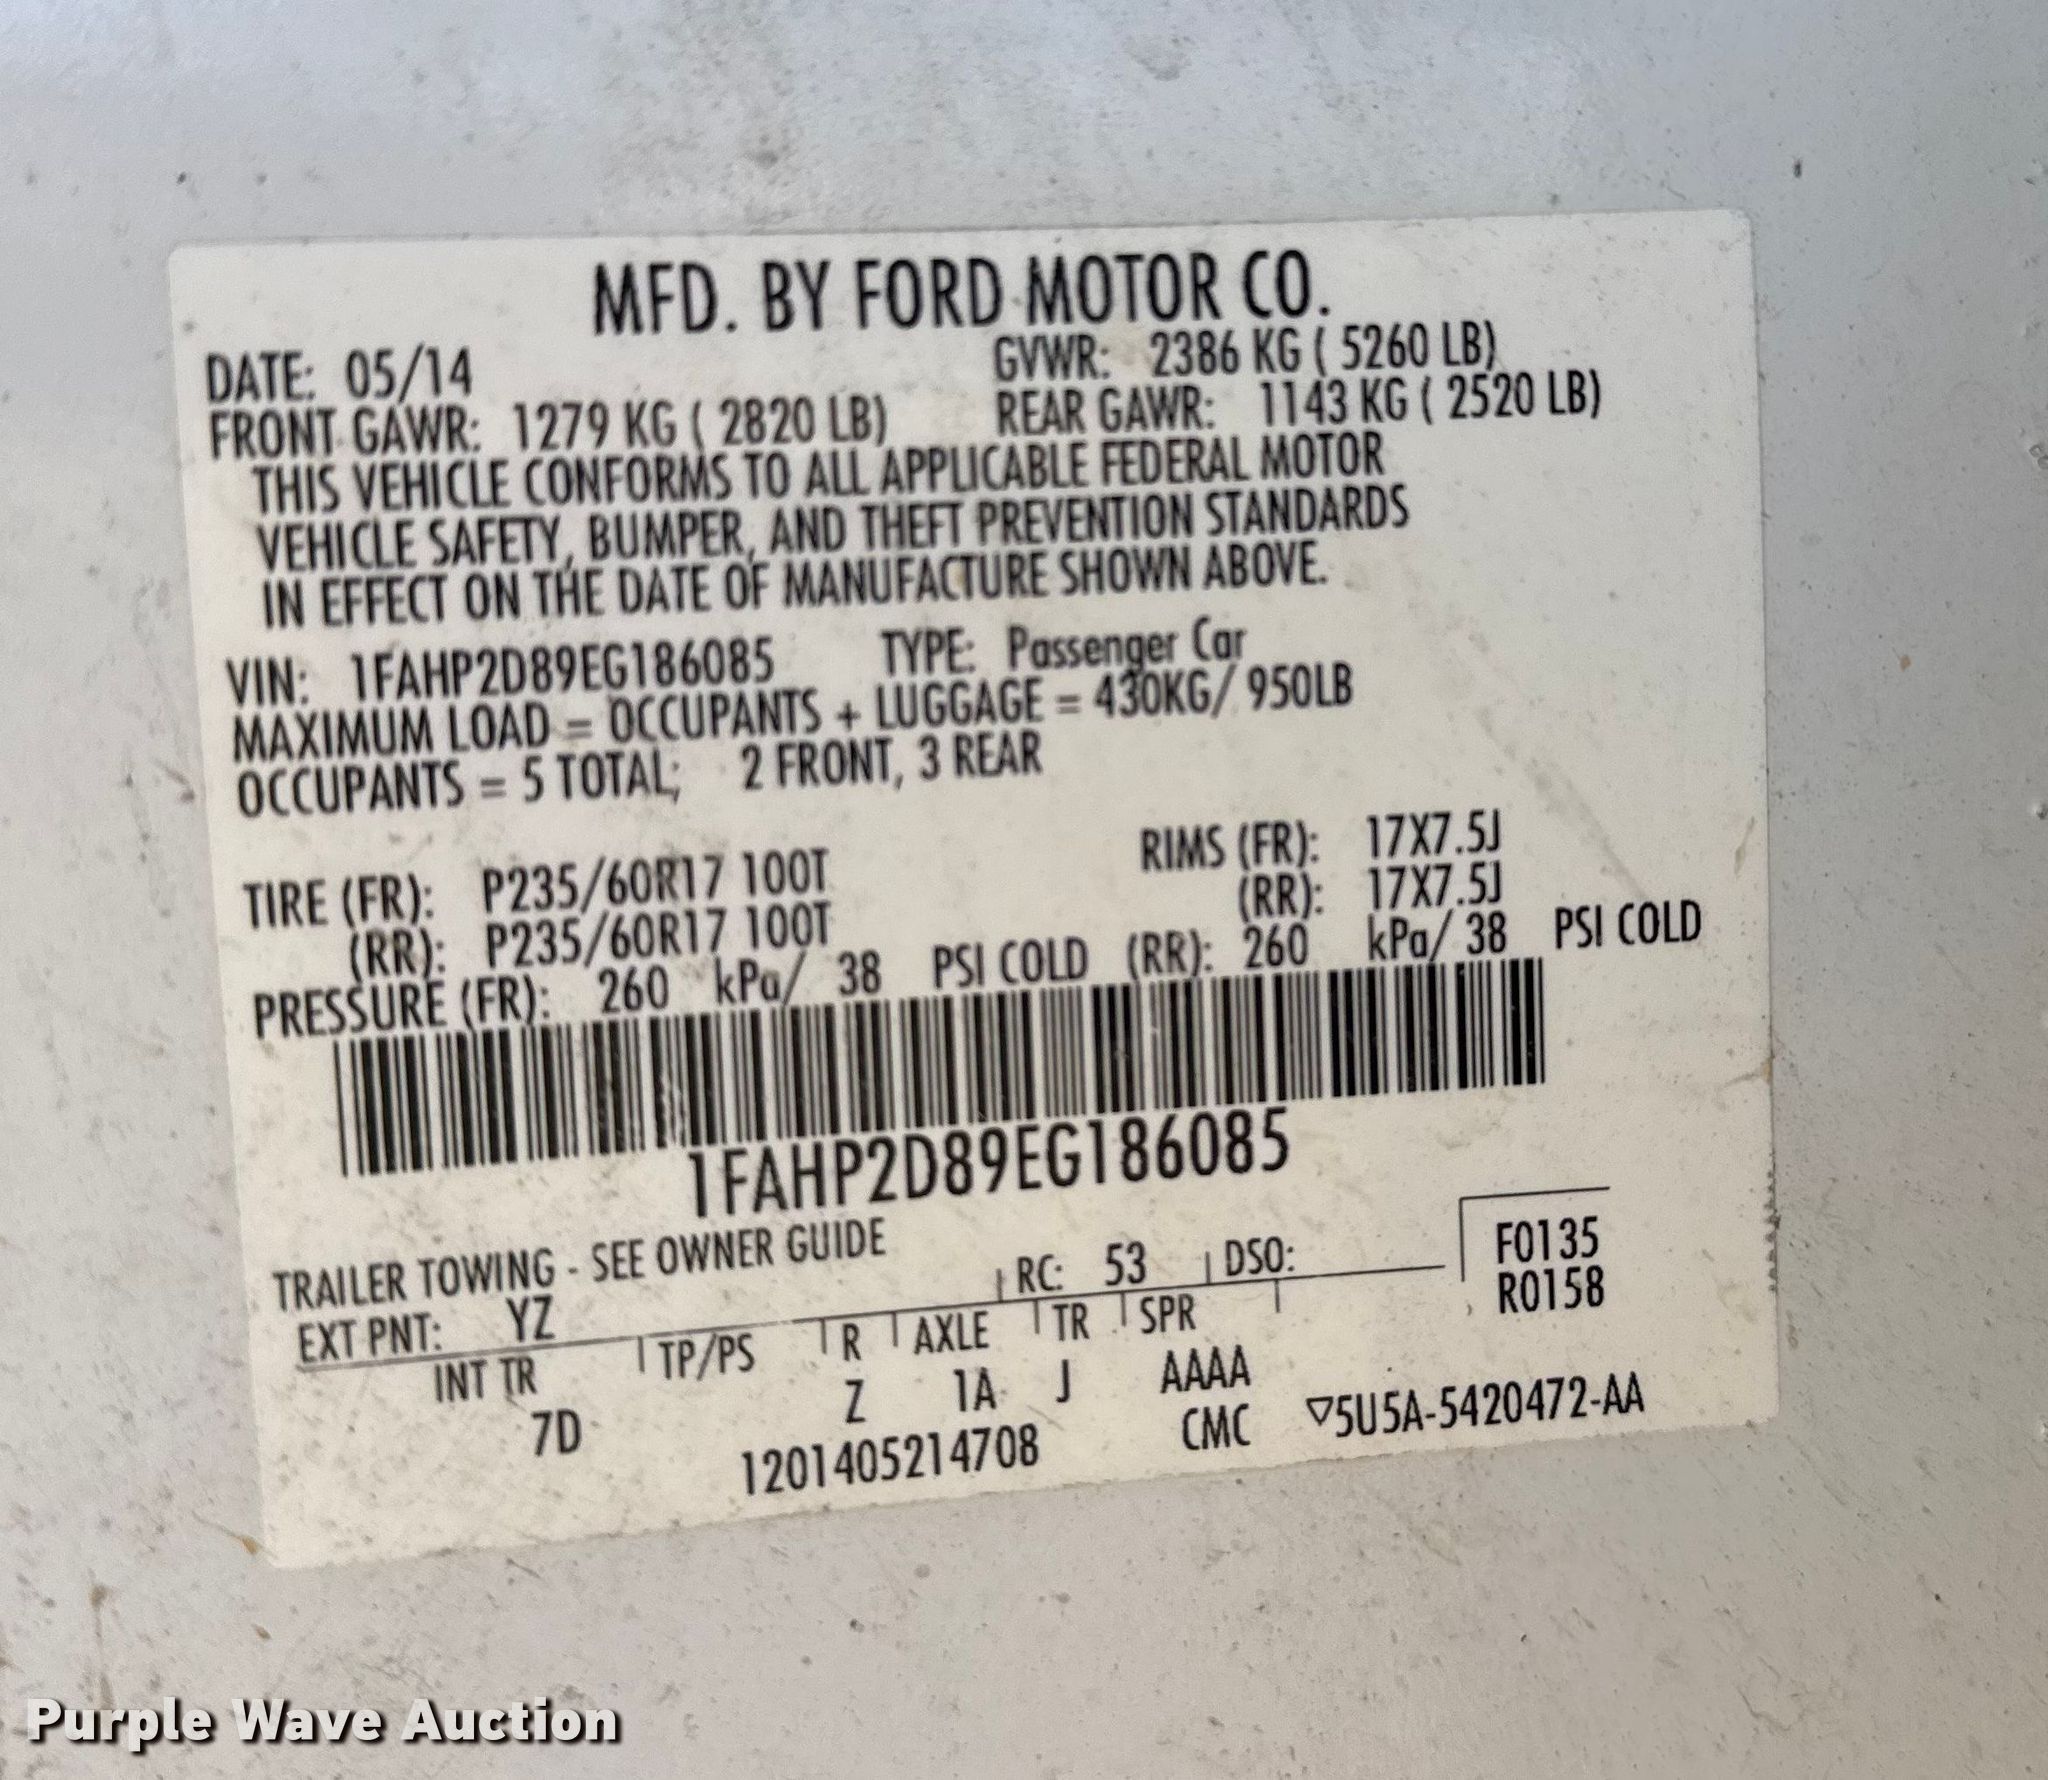 MFD. BY FORD MOTOR CO.
DATE: 05/14 GVWR: 2386 KG ( 5260 LB)
FRONT GAWR: 1279 KG ( 2820 LB) REAR GAWR: 1143 KG ( 2520 LB)
THIS VEHICLE CONFORMS TO ALL APPLICABLE FEDERAL MOTOR
VEHICLE SAFETY, BUMPER, AND THEFT PREVENTION STANDARDS
IN EFFECT ON THE DATE OF MANUFACTURE SHOWN ABOVE.
VIN: 1FAHP2D89EG186085 TYPE: Passenger Car
MAXIMUM LOAD = OCCUPANTS + LUGGAGE = 430KG/ 950LB
OCCUPANTS = 5 TOTAL; 2 FRONT, 3 REAR
TIRE (FR): P235/60R17 100T RIMS (FR): 17X7.5J
(RR): P235/60R17 100T (RR): 17X7.5J
PRESSURE (FR): 260 kPa/ 38 PSI COLD (RR): 260 kPa/ 38 PSI COLD
1FAHP2D89EG186085
TRAILER TOWING - SEE OWNER GUIDE
F0135
EXT PNT: YZ RC: 53 DSO:
R0158
INT TR TP/PS R AXLE TR SPR
7D Z 1A J AAAA
1201405214708 CMC ▽5U5A-5420472-AA
Purple Wave Auction